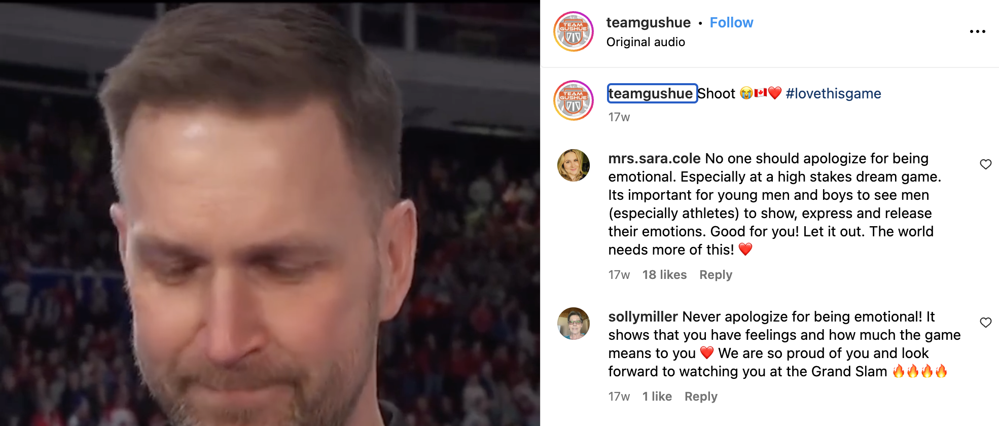 TEAM
GUSHUE
teamgushue • Follow
Original audio
TEAM
GUSHUE
teamgushue Shoot 😭🇨🇦❤️ #lovethisgame
17w
mrs.sara.cole No one should apologize for being
emotional. Especially at a high stakes dream game.
Its important for young men and boys to see men
(especially athletes) to show, express and release
their emotions. Good for you! Let it out. The world
needs more of this! ❤️
17w 18 likes Reply
sollymiller Never apologize for being emotional! It
shows that you have feelings and how much the game
means to you ❤️ We are so proud of you and look
forward to watching you at the Grand Slam 🔥🔥🔥🔥
17w 1 like Reply